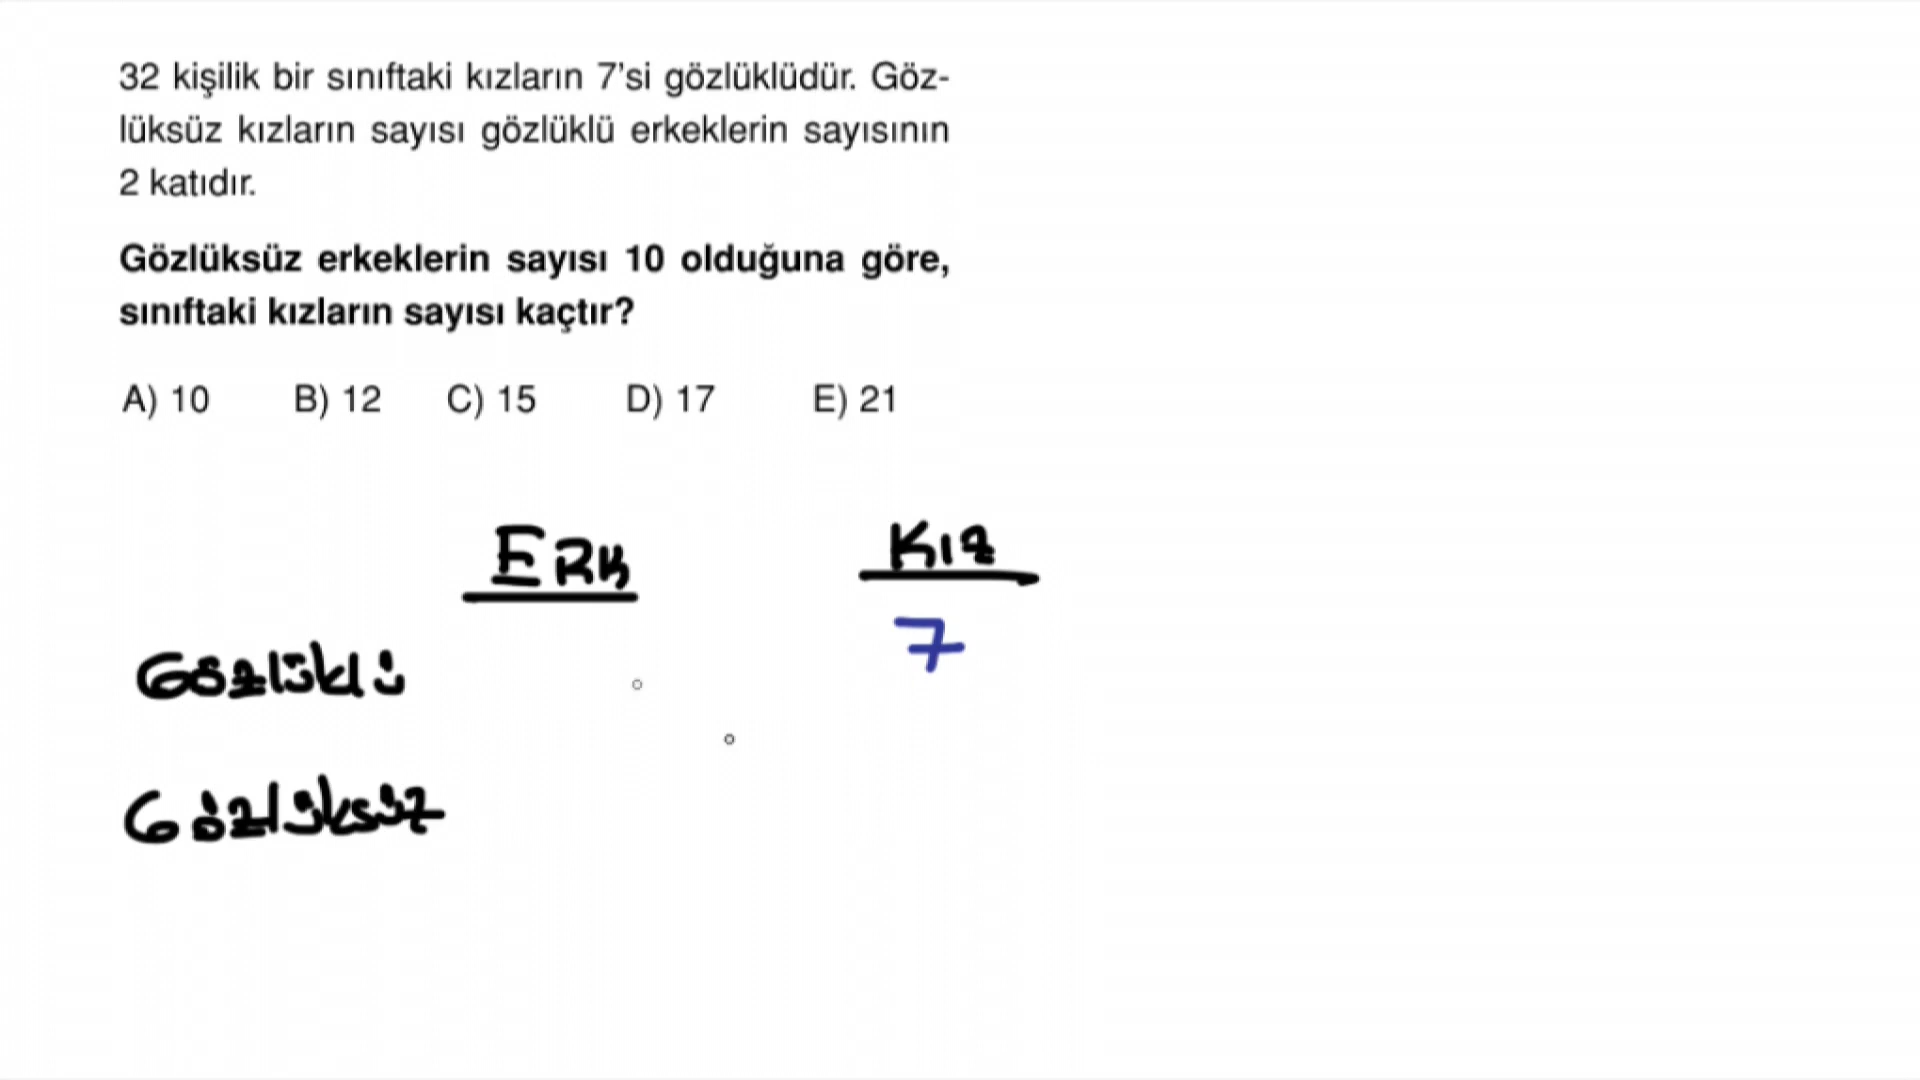 32 kişilik bir sınıftaki kızların 7'si gözlüklüdür. Göz-
lüksüz kızların sayısı gözlüklü erkeklerin sayısının
2 katıdır.
Gözlüksüz erkeklerin sayısı 10 olduğuna göre,
sınıftaki kızların sayısı kaçtır?
A) 10 B) 12 C) 15 D) 17 E) 21
ERK KIZ
7
Gözlüklü
Gözlüksüz